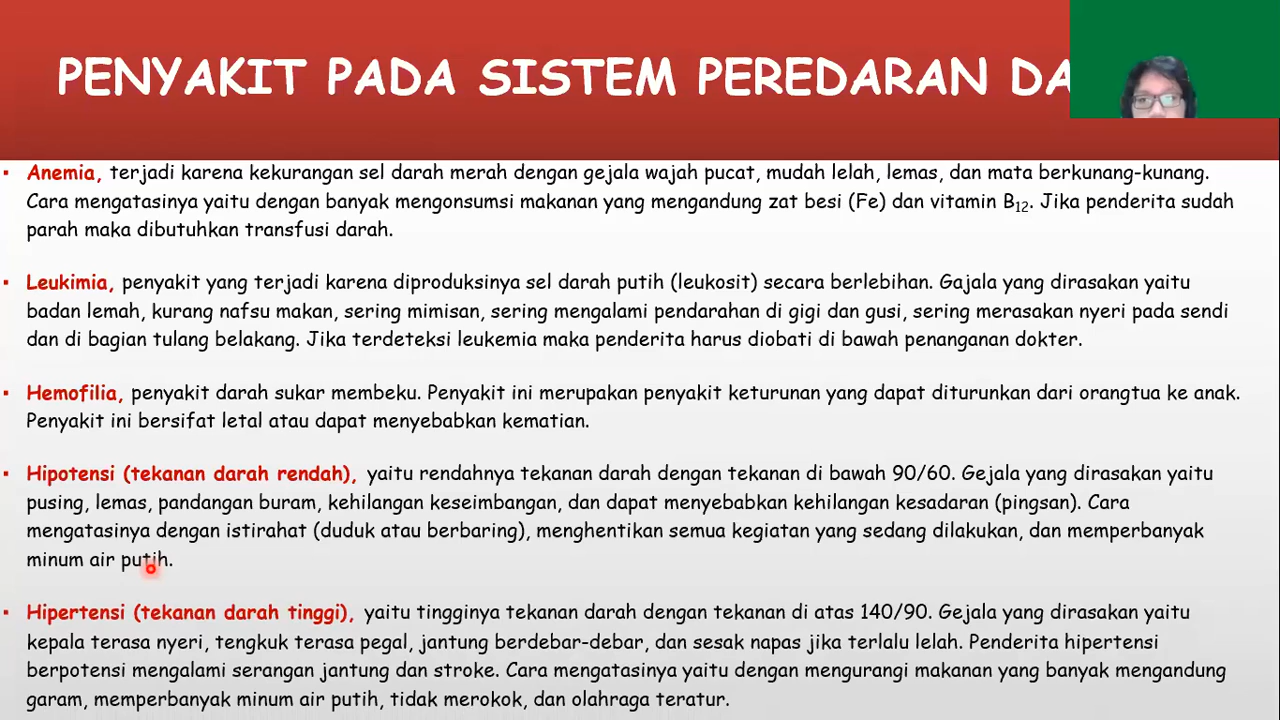 PENYAKIT PADA SISTEM PEREDARAN DA
▪ Anemia, terjadi karena kekurangan sel darah merah dengan gejala wajah pucat, mudah lelah, lemas, dan mata berkunang-kunang.
Cara mengatasinya yaitu dengan banyak mengonsumsi makanan yang mengandung zat besi (Fe) dan vitamin B₁₂. Jika penderita sudah
parah maka dibutuhkan transfusi darah.
▪ Leukimia, penyakit yang terjadi karena diproduksinya sel darah putih (leukosit) secara berlebihan. Gajala yang dirasakan yaitu
badan lemah, kurang nafsu makan, sering mimisan, sering mengalami pendarahan di gigi dan gusi, sering merasakan nyeri pada sendi
dan di bagian tulang belakang. Jika terdeteksi leukemia maka penderita harus diobati di bawah penanganan dokter.
▪ Hemofilia, penyakit darah sukar membeku. Penyakit ini merupakan penyakit keturunan yang dapat diturunkan dari orangtua ke anak.
Penyakit ini bersifat letal atau dapat menyebabkan kematian.
▪ Hipotensi (tekanan darah rendah), yaitu rendahnya tekanan darah dengan tekanan di bawah 90/60. Gejala yang dirasakan yaitu
pusing, lemas, pandangan buram, kehilangan keseimbangan, dan dapat menyebabkan kehilangan kesadaran (pingsan). Cara
mengatasinya dengan istirahat (duduk atau berbaring), menghentikan semua kegiatan yang sedang dilakukan, dan memperbanyak
minum air putih.
▪ Hipertensi (tekanan darah tinggi), yaitu tingginya tekanan darah dengan tekanan di atas 140/90. Gejala yang dirasakan yaitu
kepala terasa nyeri, tengkuk terasa pegal, jantung berdebar-debar, dan sesak napas jika terlalu lelah. Penderita hipertensi
berpotensi mengalami serangan jantung dan stroke. Cara mengatasinya yaitu dengan mengurangi makanan yang banyak mengandung
garam, memperbanyak minum air putih, tidak merokok, dan olahraga teratur.